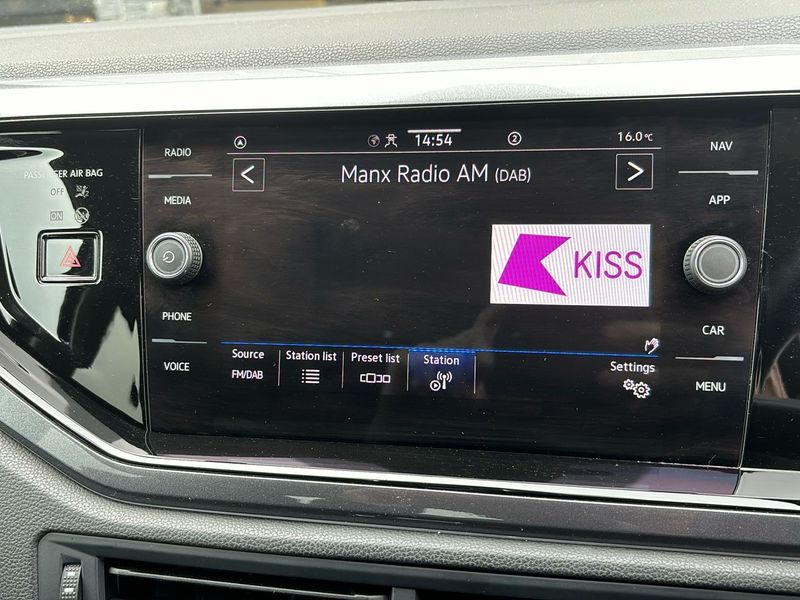 RADIO
14:54
2
16.0°C
NAV
PASSENGER AIR BAG
OFF
ON
Manx Radio AM (DAB)
MEDIA
APP
KISS
PHONE
CAR
VOICE
Source
Station list
Preset list
Station
Settings
FM/DAB
MENU